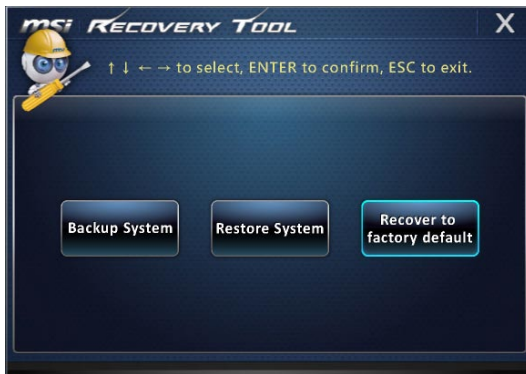 msi RECOVERY TOOL
X
↑ ↓ ← → to select, ENTER to confirm, ESC to exit.
Backup System
Restore System
Recover to
factory default